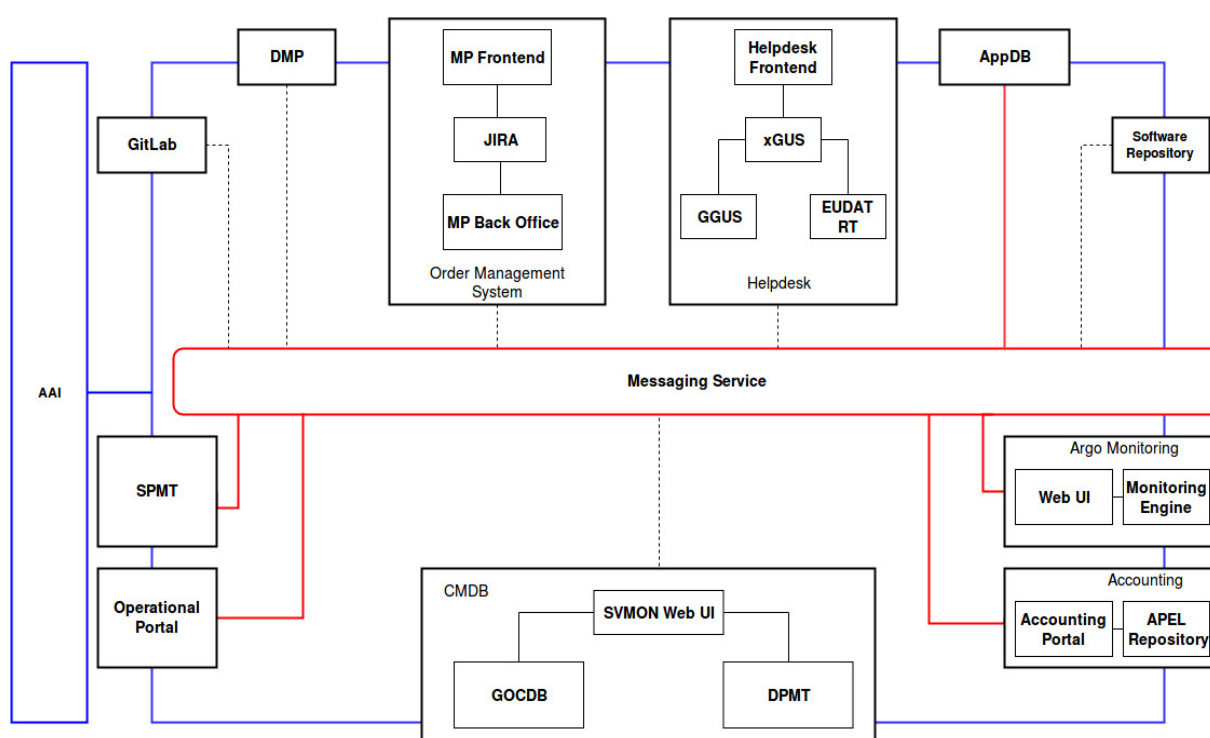 DMP
MP Frontend
Helpdesk
Frontend
AppDB
GitLab
JIRA
xGUS
Software
Repository
MP Back Office
GGUS
EUDAT
RT
Order Management
System
Helpdesk
AAI
Messaging Service
SPMT
Argo Monitoring
Web UI
Monitoring
Engine
Operational
Portal
CMDB
SVMON Web UI
GOCDB
DPMT
Accounting
Accounting
Portal
APEL
Repository